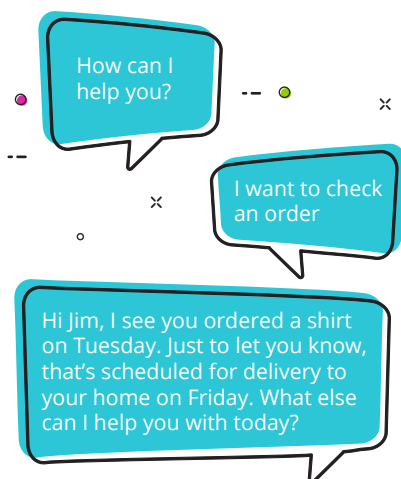 How can I
help you?
I want to check
an order
Hi Jim, I see you ordered a shirt
on Tuesday. Just to let you know,
that’s scheduled for delivery to
your home on Friday. What else
can I help you with today?